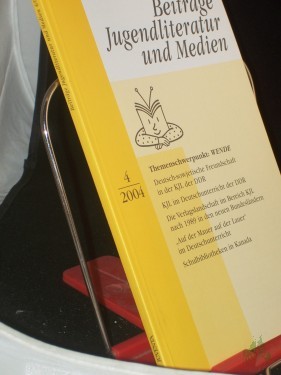 Beiträge
Jugendliteratur
und Medien
4
2004
Themenschwerpunkt: WENDE
Deutsch-sowjetische Freundschaft
in der KJL der DDR
KJL im Deutschunterricht der DDR
Die Verlagslandschaft im Bereich KJL
nach 1989 in den neuen Bundesländern
„Auf der Mauer auf der Lauer“
im Deutschunterricht
Schulbibliotheken in Kanada